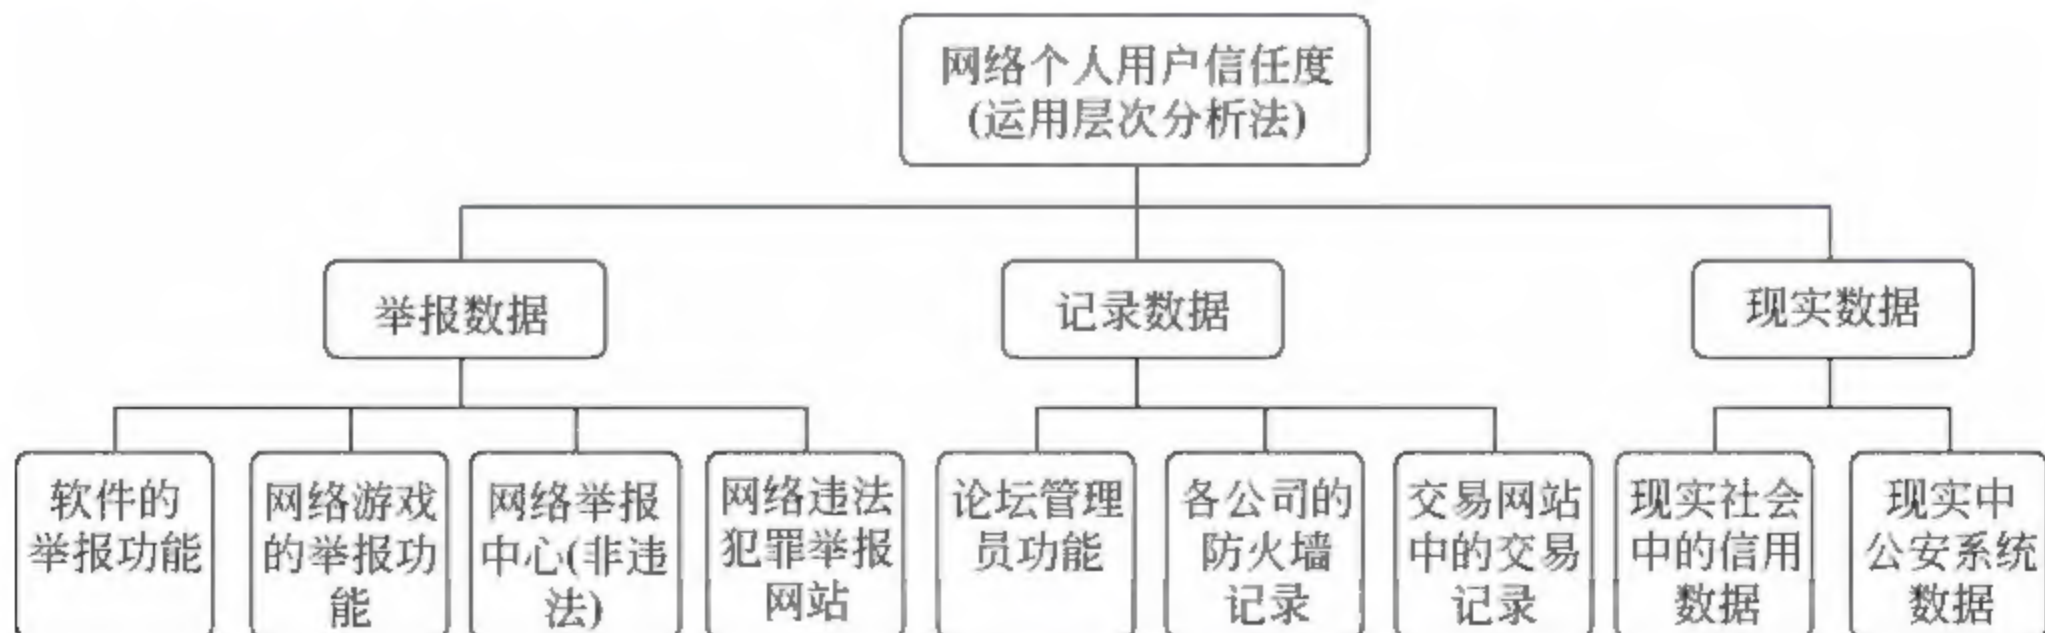 网络个人用户信任度
(运用层次分析法)
举报数据
记录数据
现实数据
软件的
举报功能
网络游戏
的举报功
能
网络举报
中心(非违
法)
网络违法
犯罪举报
网站
论坛管理
员功能
各公司的
防火墙
记录
交易网站
中的交易
记录
现实社会
中的信用
数据
现实中
公安系统
数据